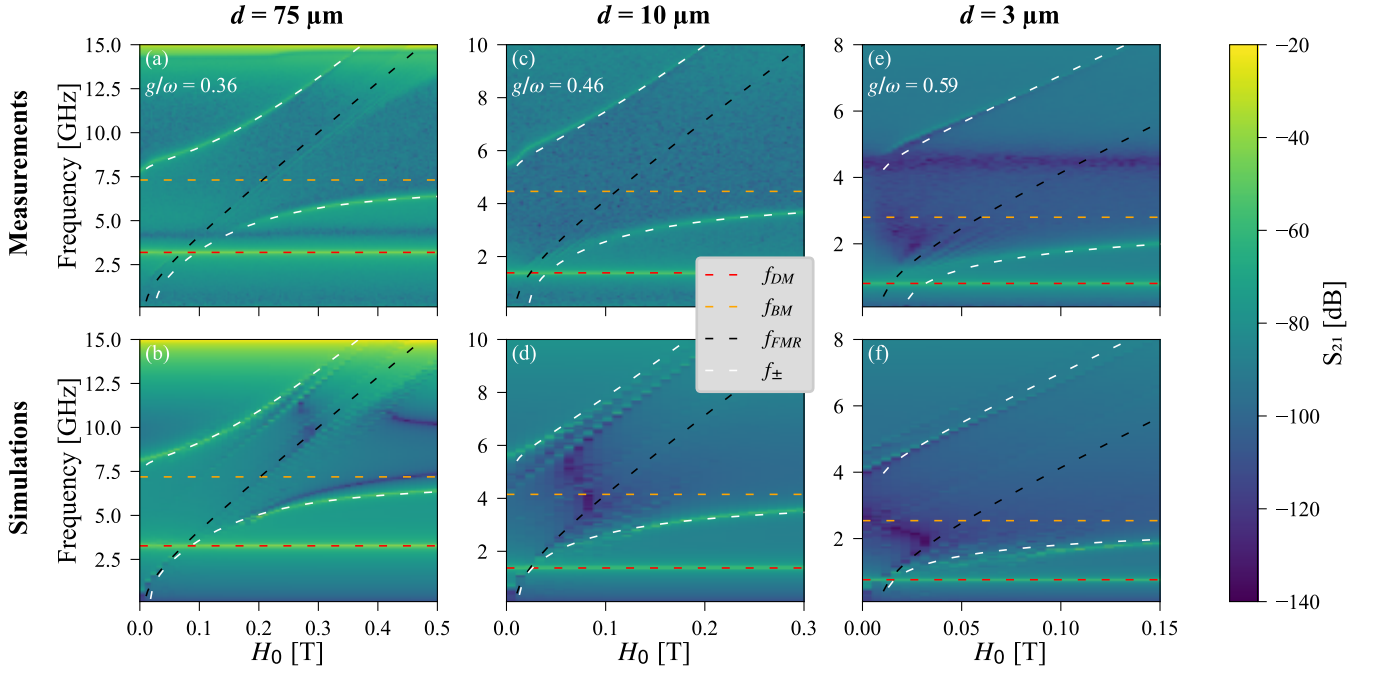 d = 75 μm
d = 10 μm
d = 3 μm
Measurements
Frequency [GHz]
15.0
12.5
10.0
7.5
5.0
2.5
(a)
g/ω = 0.36
10
8
6
4
2
(c)
g/ω = 0.46
8
6
4
2
(e)
g/ω = 0.59
f_DM
f_BM
f_FMR
f_±
Simulations
Frequency [GHz]
15.0
12.5
10.0
7.5
5.0
2.5
(b)
0.0 0.1 0.2 0.3 0.4 0.5
H₀ [T]
10
8
6
4
2
(d)
0.0 0.1 0.2 0.3
H₀ [T]
8
6
4
2
(f)
0.00 0.05 0.10 0.15
H₀ [T]
−20
−40
−60
−80
−100
−120
−140
S₂₁ [dB]